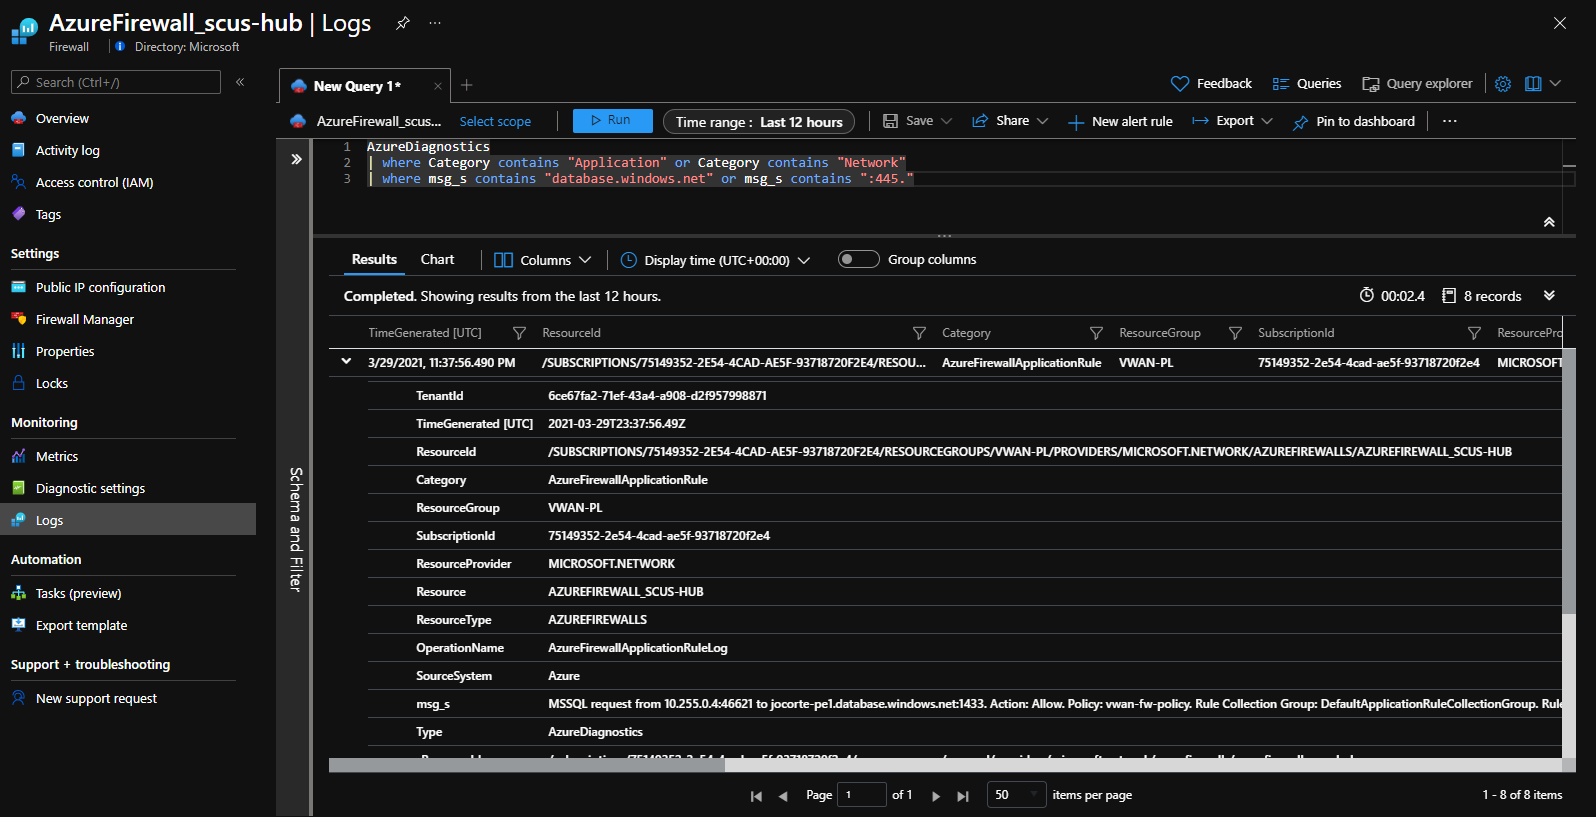 AzureFirewall_scus-hub | Logs
Firewall
Directory: Microsoft
Search (Ctrl+/)
Overview
Activity log
Access control (IAM)
Tags
Settings
Public IP configuration
Firewall Manager
Properties
Locks
Monitoring
Metrics
Diagnostic settings
Logs
Automation
Tasks (preview)
Export template
Support + troubleshooting
New support request
New Query 1*
Feedback
Queries
Query explorer
AzureFirewall_scus...
Select scope
Run
Time range : Last 12 hours
Save
Share
New alert rule
Export
Pin to dashboard
Schema and Filter
1 AzureDiagnostics
2 | where Category contains "Application" or Category contains "Network"
3 | where msg_s contains "database.windows.net" or msg_s contains ":445."
Results
Chart
Columns
Display time (UTC+00:00)
Group columns
Completed. Showing results from the last 12 hours.
00:02.4
8 records
TimeGenerated [UTC] ResourceId Category ResourceGroup SubscriptionId ResourcePro
3/29/2021, 11:37:56.490 PM /SUBSCRIPTIONS/75149352-2E54-4CAD-AE5F-93718720F2E4/RESOU... AzureFirewallApplicationRule VWAN-PL 75149352-2e54-4cad-ae5f-93718720f2e4 MICROSOFT
TenantId 6ce67fa2-71ef-43a4-a908-d2f957998871
TimeGenerated [UTC] 2021-03-29T23:37:56.49Z
ResourceId /SUBSCRIPTIONS/75149352-2E54-4CAD-AE5F-93718720F2E4/RESOURCEGROUPS/VWAN-PL/PROVIDERS/MICROSOFT.NETWORK/AZUREFIREWALLS/AZUREFIREWALL_SCUS-HUB
Category AzureFirewallApplicationRule
ResourceGroup VWAN-PL
SubscriptionId 75149352-2e54-4cad-ae5f-93718720f2e4
ResourceProvider MICROSOFT.NETWORK
Resource AZUREFIREWALL_SCUS-HUB
ResourceType AZUREFIREWALLS
OperationName AzureFirewallApplicationRuleLog
SourceSystem Azure
msg_s MSSQL request from 10.255.0.4:46621 to jocorte-pe1.database.windows.net:1433. Action: Allow. Policy: vwan-fw-policy. Rule Collection Group: DefaultApplicationRuleCollectionGroup. Rul
Type AzureDiagnostics
Page 1 of 1
50 items per page
1 - 8 of 8 items